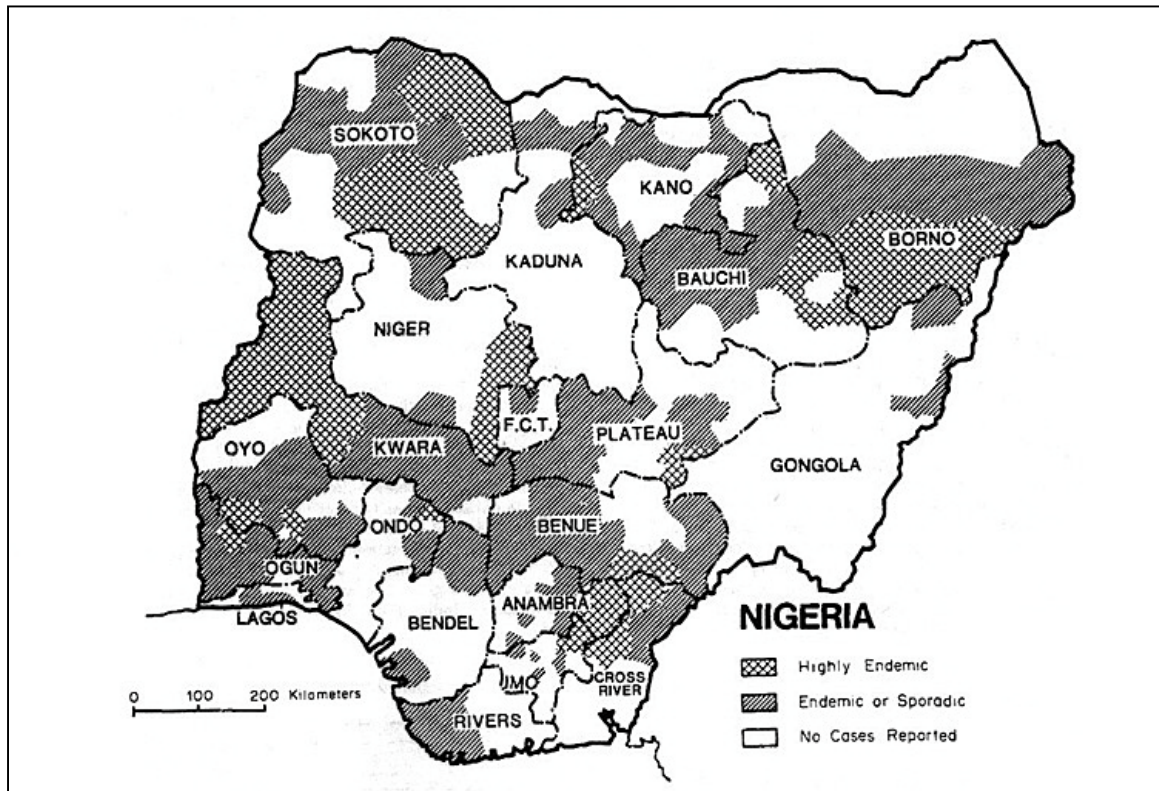 SOKOTO
KANO
BORNO
KADUNA
BAUCHI
NIGER
F.C.T.
OYO
KWARA
PLATEAU
GONGOLA
ONDO
BENUE
OGUN
ANAMBRA
LAGOS
BENDEL
IMO
CROSS
RIVER
RIVERS
0 100 200 Kilometers
NIGERIA
Highly Endemic
Endemic or Sporadic
No Cases Reported